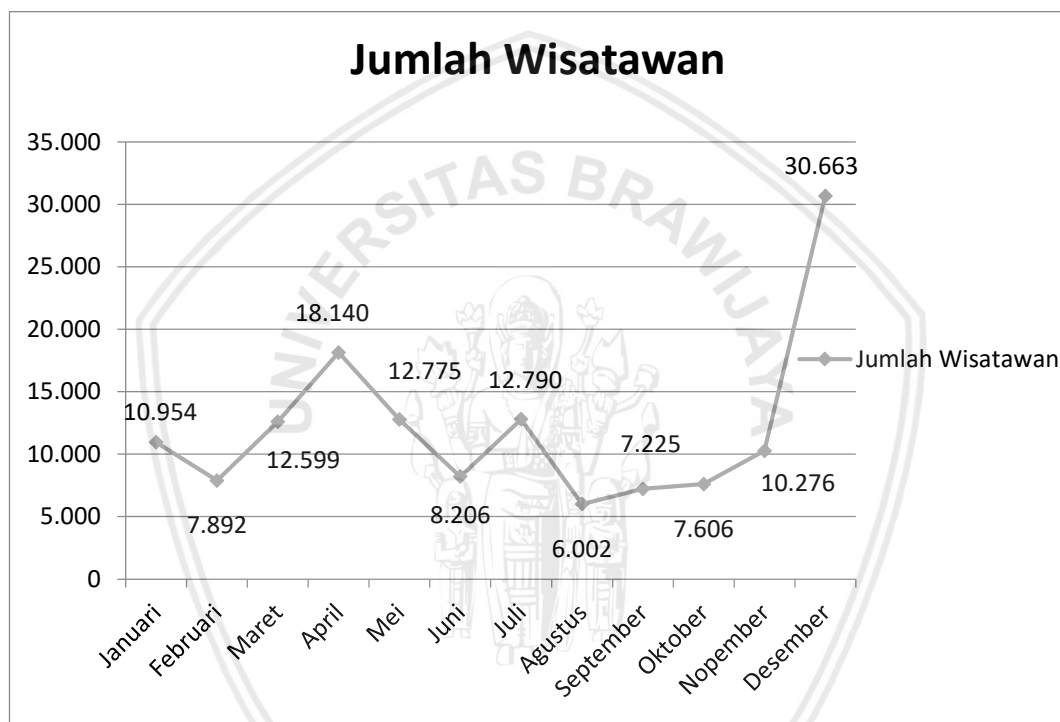 Jumlah Wisatawan
UNIVERSITAS BRAWIJAYA
35.000
30.000
25.000
20.000
15.000
10.000
5.000
0
10.954
7.892
12.599
18.140
12.775
8.206
12.790
6.002
7.225
7.606
10.276
30.663
Jumlah Wisatawan
Januari
Februari
Maret
April
Mei
Juni
Juli
Agustus
September
Oktober
Nopember
Desember